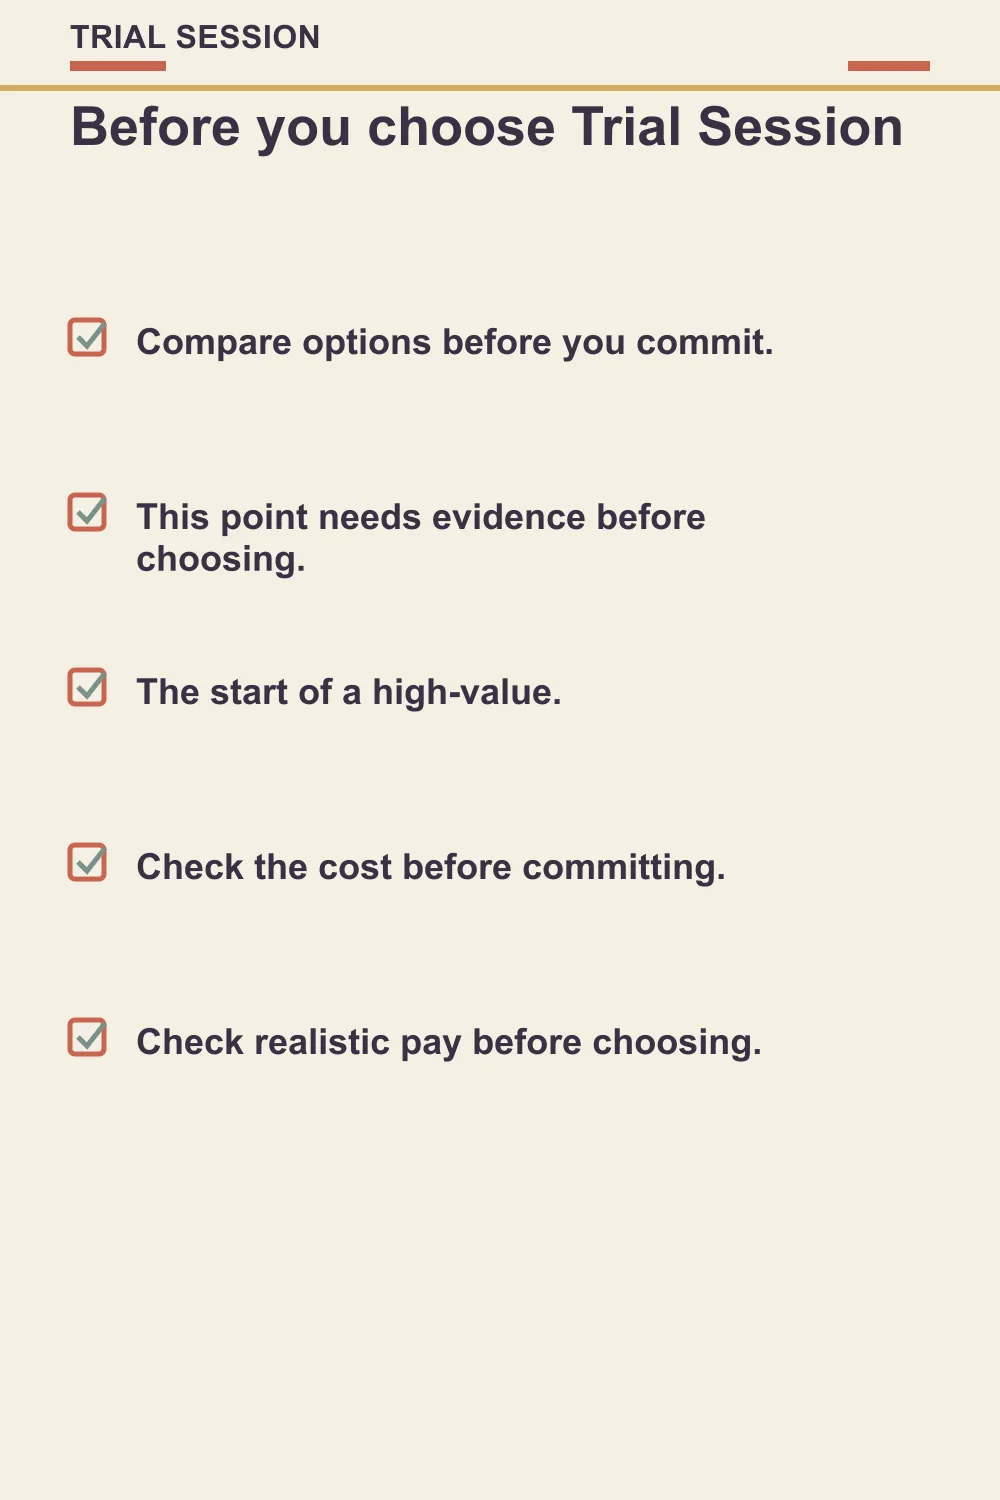 TRIAL SESSION
Before you choose Trial Session
Compare options before you commit.
This point needs evidence before
choosing.
The start of a high-value.
Check the cost before committing.
Check realistic pay before choosing.